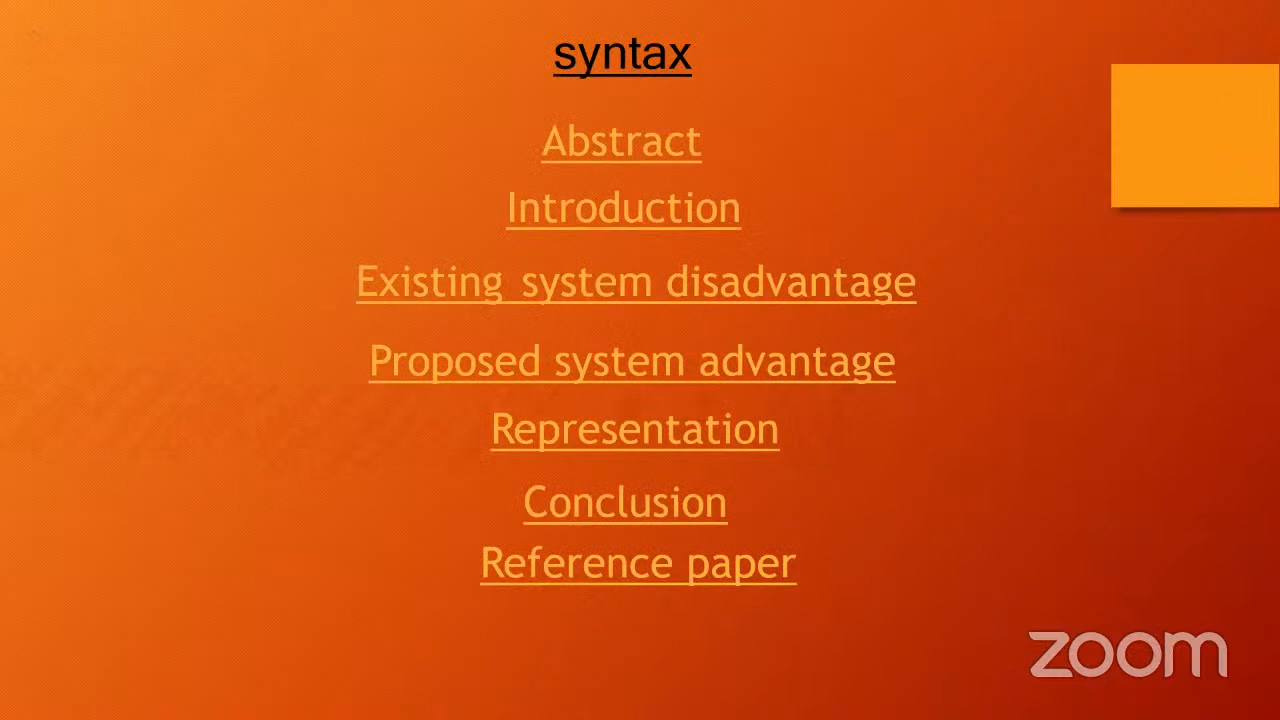 syntax
Abstract
Introduction
Existing system disadvantage
Proposed system advantage
Representation
Conclusion
Reference paper
zoom